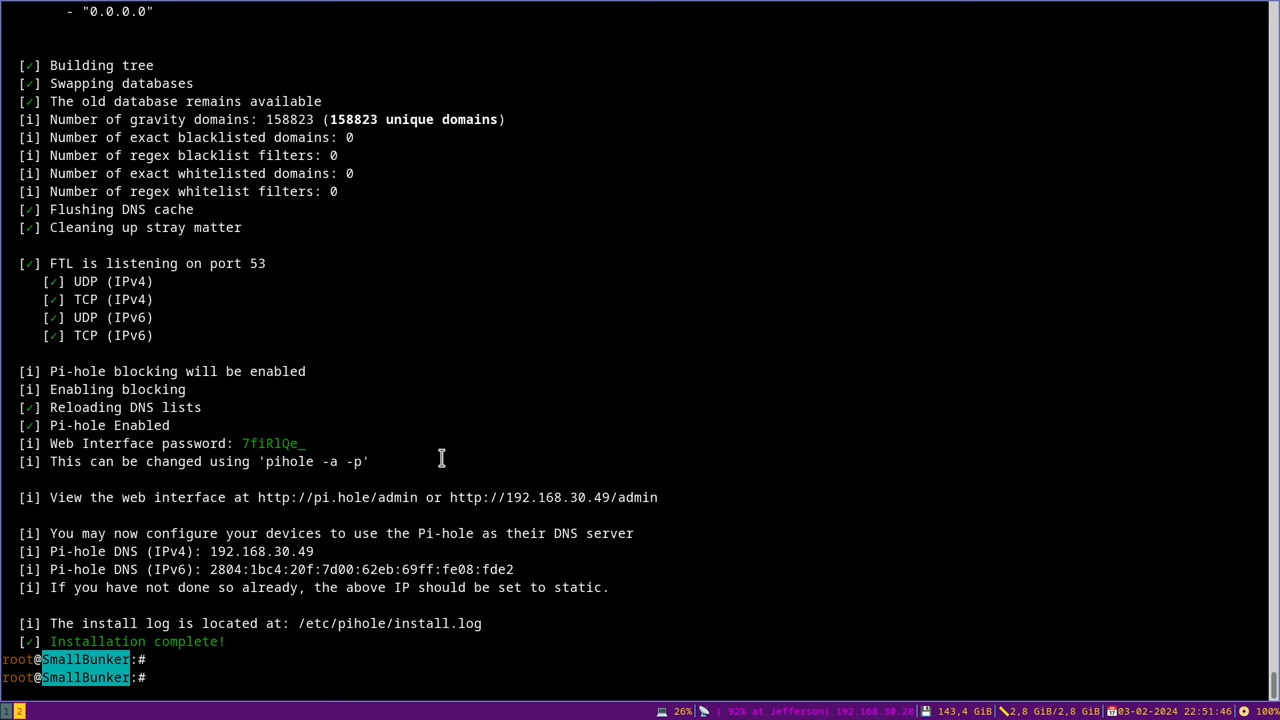 - "0.0.0.0"
[✓] Building tree
[✓] Swapping databases
[✓] The old database remains available
[i] Number of gravity domains: 158823 (158823 unique domains)
[i] Number of exact blacklisted domains: 0
[i] Number of regex blacklist filters: 0
[i] Number of exact whitelisted domains: 0
[i] Number of regex whitelist filters: 0
[✓] Flushing DNS cache
[✓] Cleaning up stray matter
[✓] FTL is listening on port 53
[✓] UDP (IPv4)
[✓] TCP (IPv4)
[✓] UDP (IPv6)
[✓] TCP (IPv6)
[i] Pi-hole blocking will be enabled
[i] Enabling blocking
[✓] Reloading DNS lists
[✓] Pi-hole Enabled
[i] Web Interface password: 7fiRlQe_
[i] This can be changed using 'pihole -a -p'
[i] View the web interface at http://pi.hole/admin or http://192.168.30.49/admin
[i] You may now configure your devices to use the Pi-hole as their DNS server
[i] Pi-hole DNS (IPv4): 192.168.30.49
[i] Pi-hole DNS (IPv6): 2804:1bc4:20f:7d00:62eb:69ff:fe08:fde2
[i] If you have not done so already, the above IP should be set to static.
[i] The install log is located at: /etc/pihole/install.log
[✓] Installation complete!
root@SmallBunker:#
root@SmallBunker:#
1 2 💻 26% 📡 ( 92% at Jefferson) 192.168.30.28 💾 143,4 GiB 📏2,8 GiB/2,8 GiB 📅03-02-2024 22:51:46 📀 100%